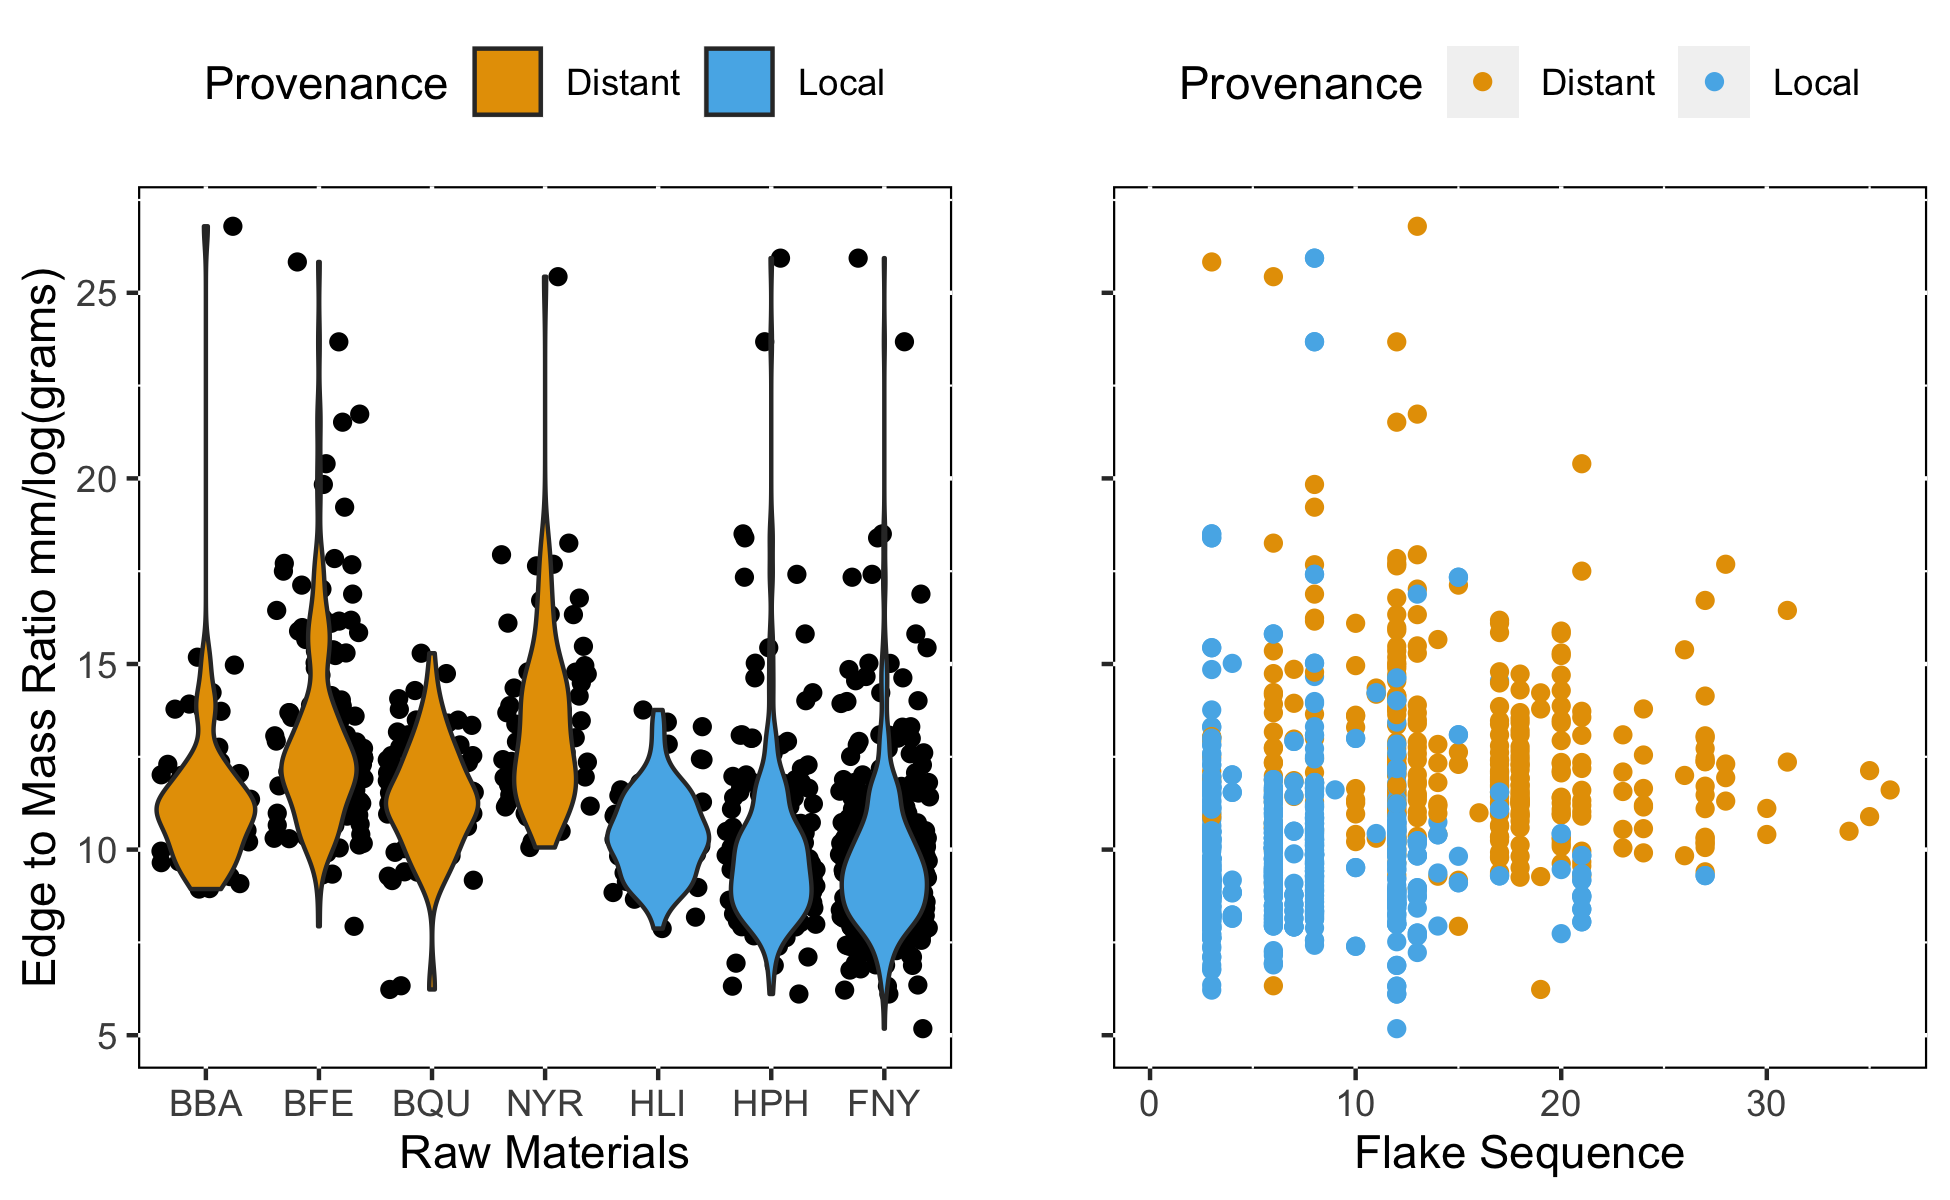 Provenance Distant Local
Edge to Mass Ratio mm/log(grams)
25
20
15
10
5
BBA BFE BQU NYR HLI HPH FNY
Raw Materials
Provenance Distant Local
0 10 20 30
Flake Sequence